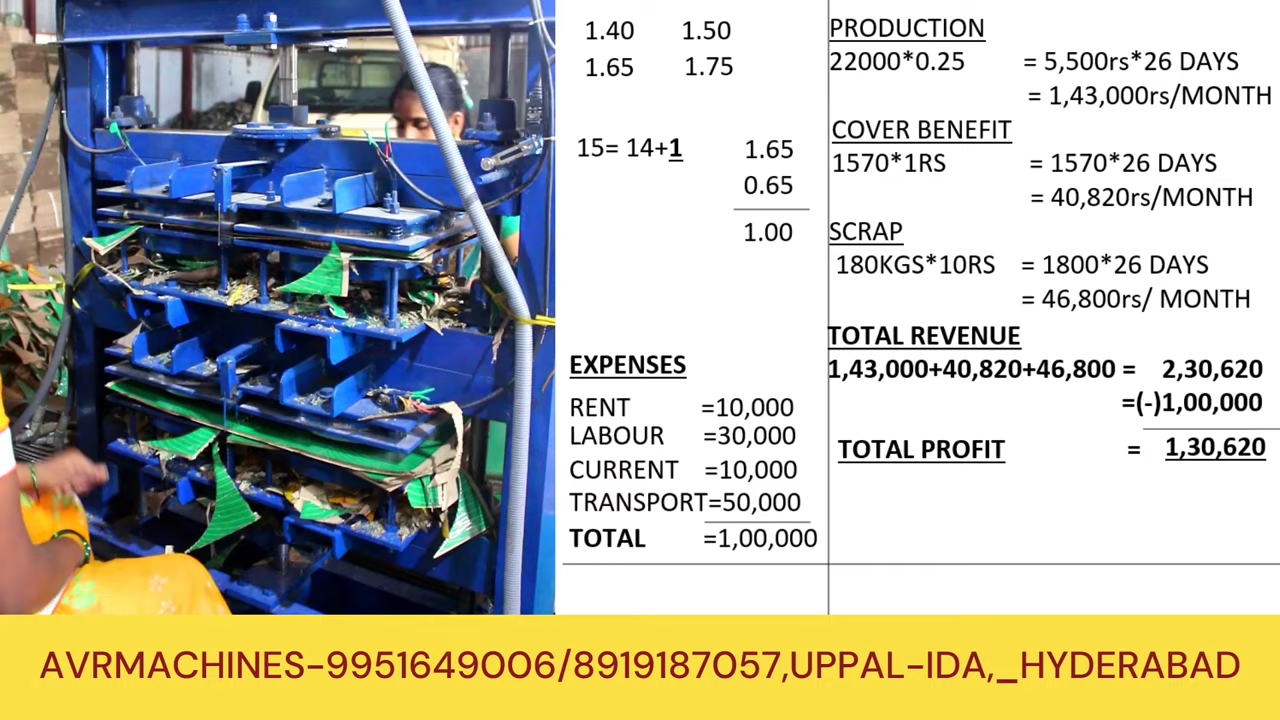 1.40 1.50
1.65 1.75
15= 14+1 1.65
0.65
1.00
EXPENSES
RENT =10,000
LABOUR =30,000
CURRENT =10,000
TRANSPORT=50,000
TOTAL =1,00,000
PRODUCTION
22000*0.25 = 5,500rs*26 DAYS
= 1,43,000rs/MONTH
COVER BENEFIT
1570*1RS = 1570*26 DAYS
= 40,820rs/MONTH
SCRAP
180KGS*10RS = 1800*26 DAYS
= 46,800rs/ MONTH
TOTAL REVENUE
1,43,000+40,820+46,800 = 2,30,620
=(-)1,00,000
TOTAL PROFIT = 1,30,620
AVRMACHINES-9951649006/8919187057,UPPAL-IDA,_HYDERABAD